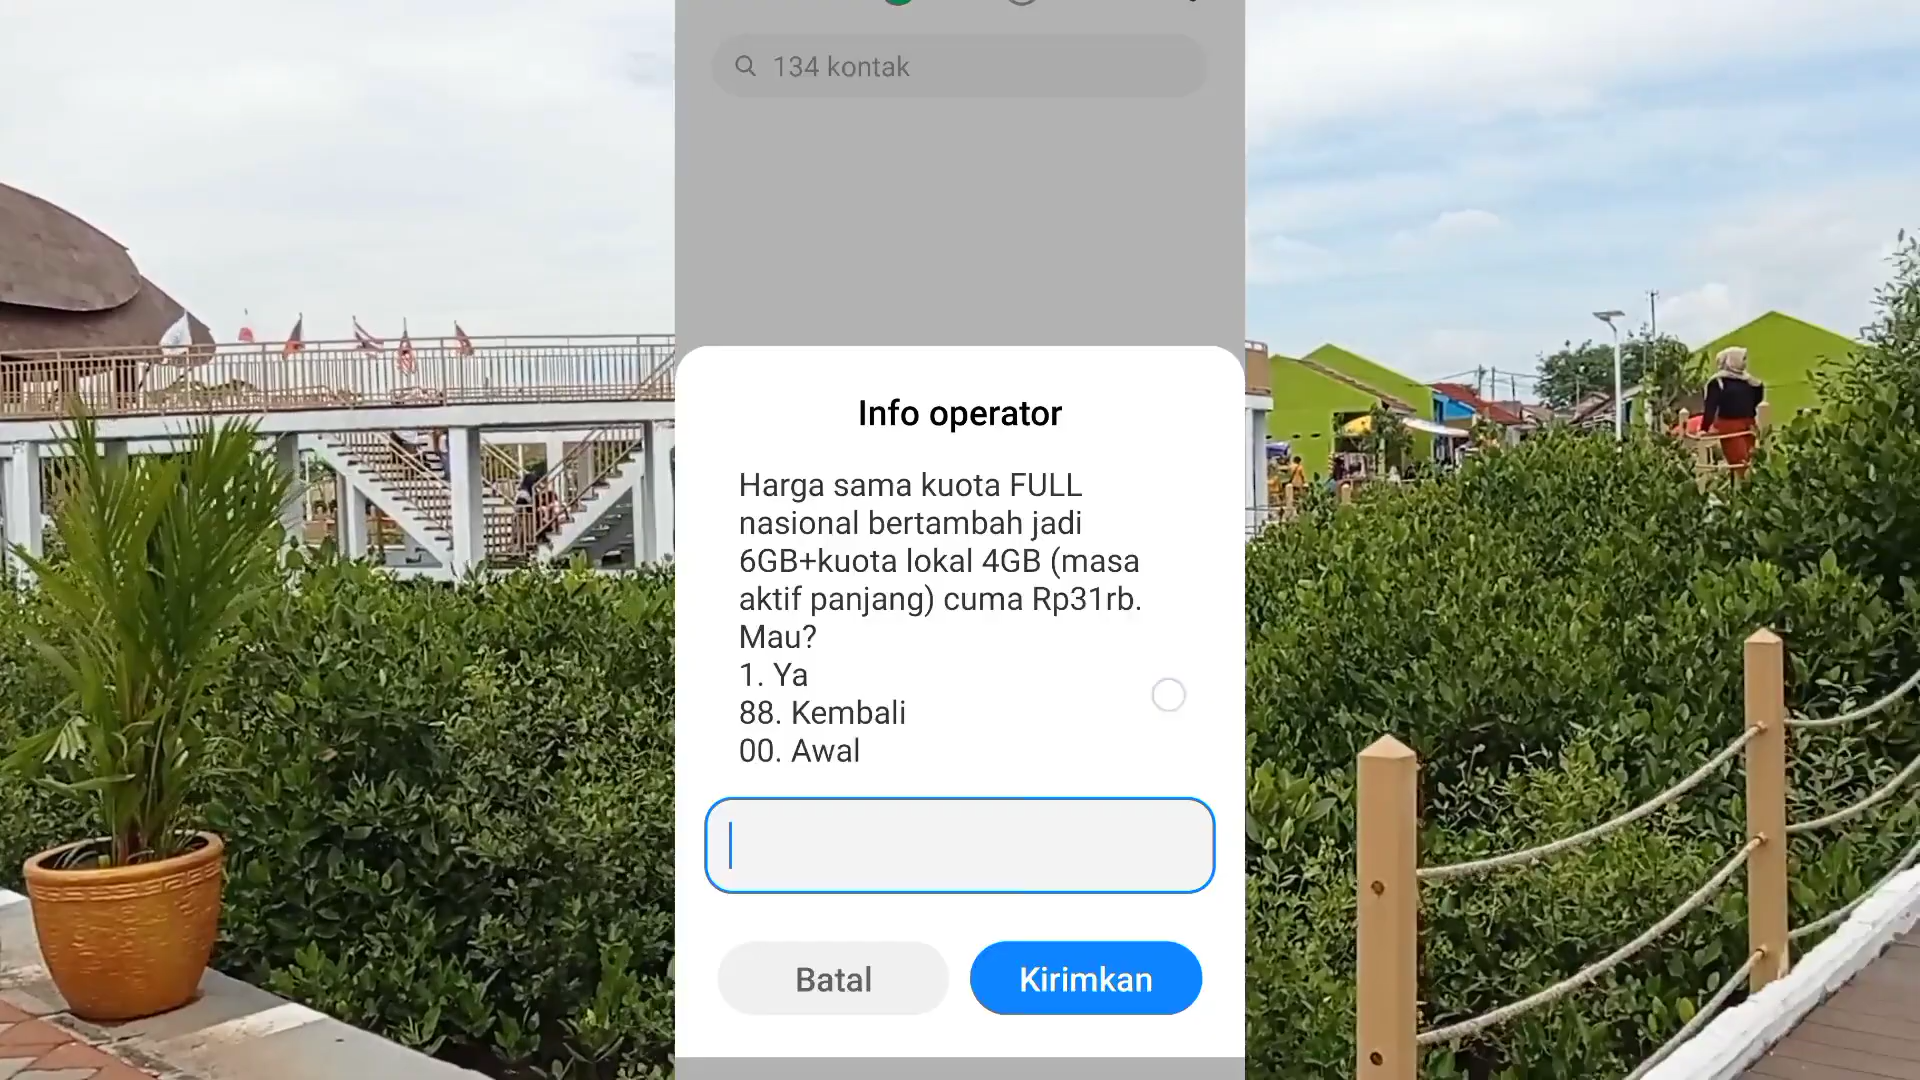 134 kontak
Info operator
Harga sama kuota FULL
nasional bertambah jadi
6GB+kuota lokal 4GB (masa
aktif panjang) cuma Rp31rb.
Mau?
1. Ya
88. Kembali
00. Awal
Batal
Kirimkan